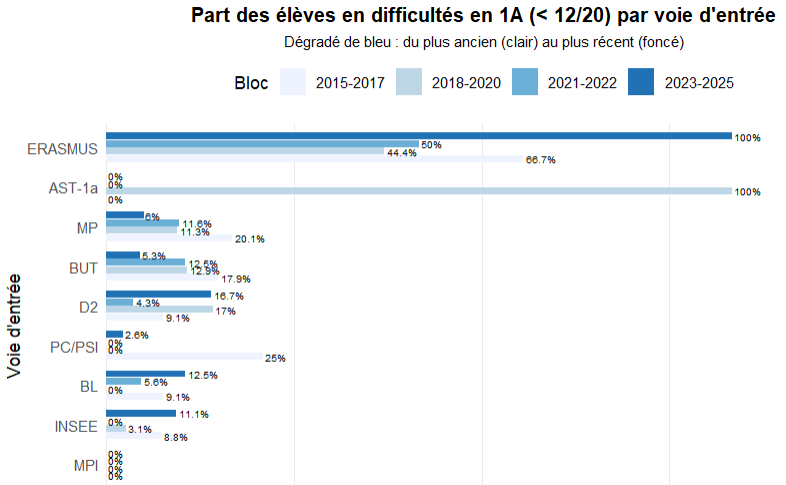 Part des élèves en difficultés en 1A (< 12/20) par voie d'entrée
Dégradé de bleu : du plus ancien (clair) au plus récent (foncé)
Bloc 2015-2017 2018-2020 2021-2022 2023-2025
Voie d'entrée
ERASMUS
100%
50%
44.4%
66.7%
AST-1a
0%
0%
100%
0%
MP
6%
11.6%
11.3%
20.1%
BUT
5.3%
12.5%
12.9%
17.9%
D2
16.7%
4.3%
17%
9.1%
PC/PSI
2.6%
0%
0%
25%
BL
12.5%
5.6%
0%
9.1%
INSEE
11.1%
0%
3.1%
8.8%
MPI
0%
0%
0%
0%